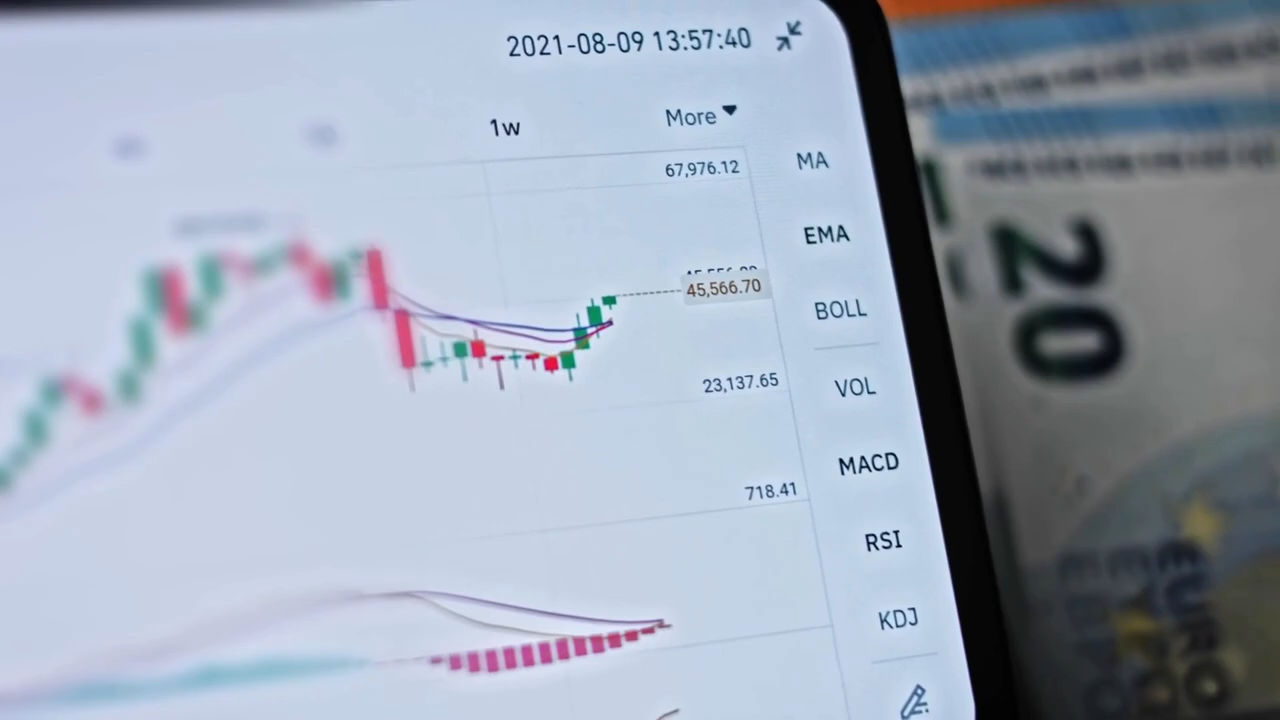 2021-08-09 13:57:40
1w
More
67,976.12
MA
EMA
45,566.70
BOLL
23,137.65
VOL
MACD
718.41
RSI
KDJ
20
EURO